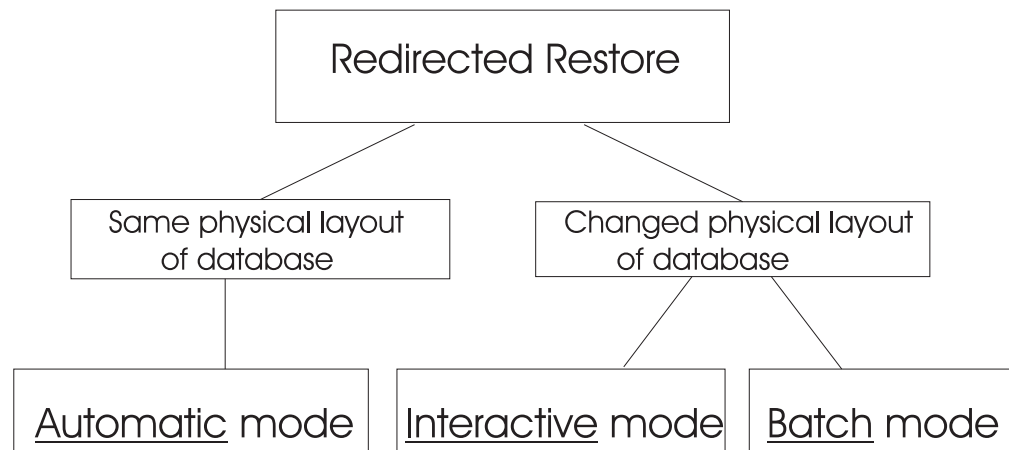 Redirected Restore
Same physical layout
of database
Changed physical layout
of database
Automatic mode
Interactive mode
Batch mode